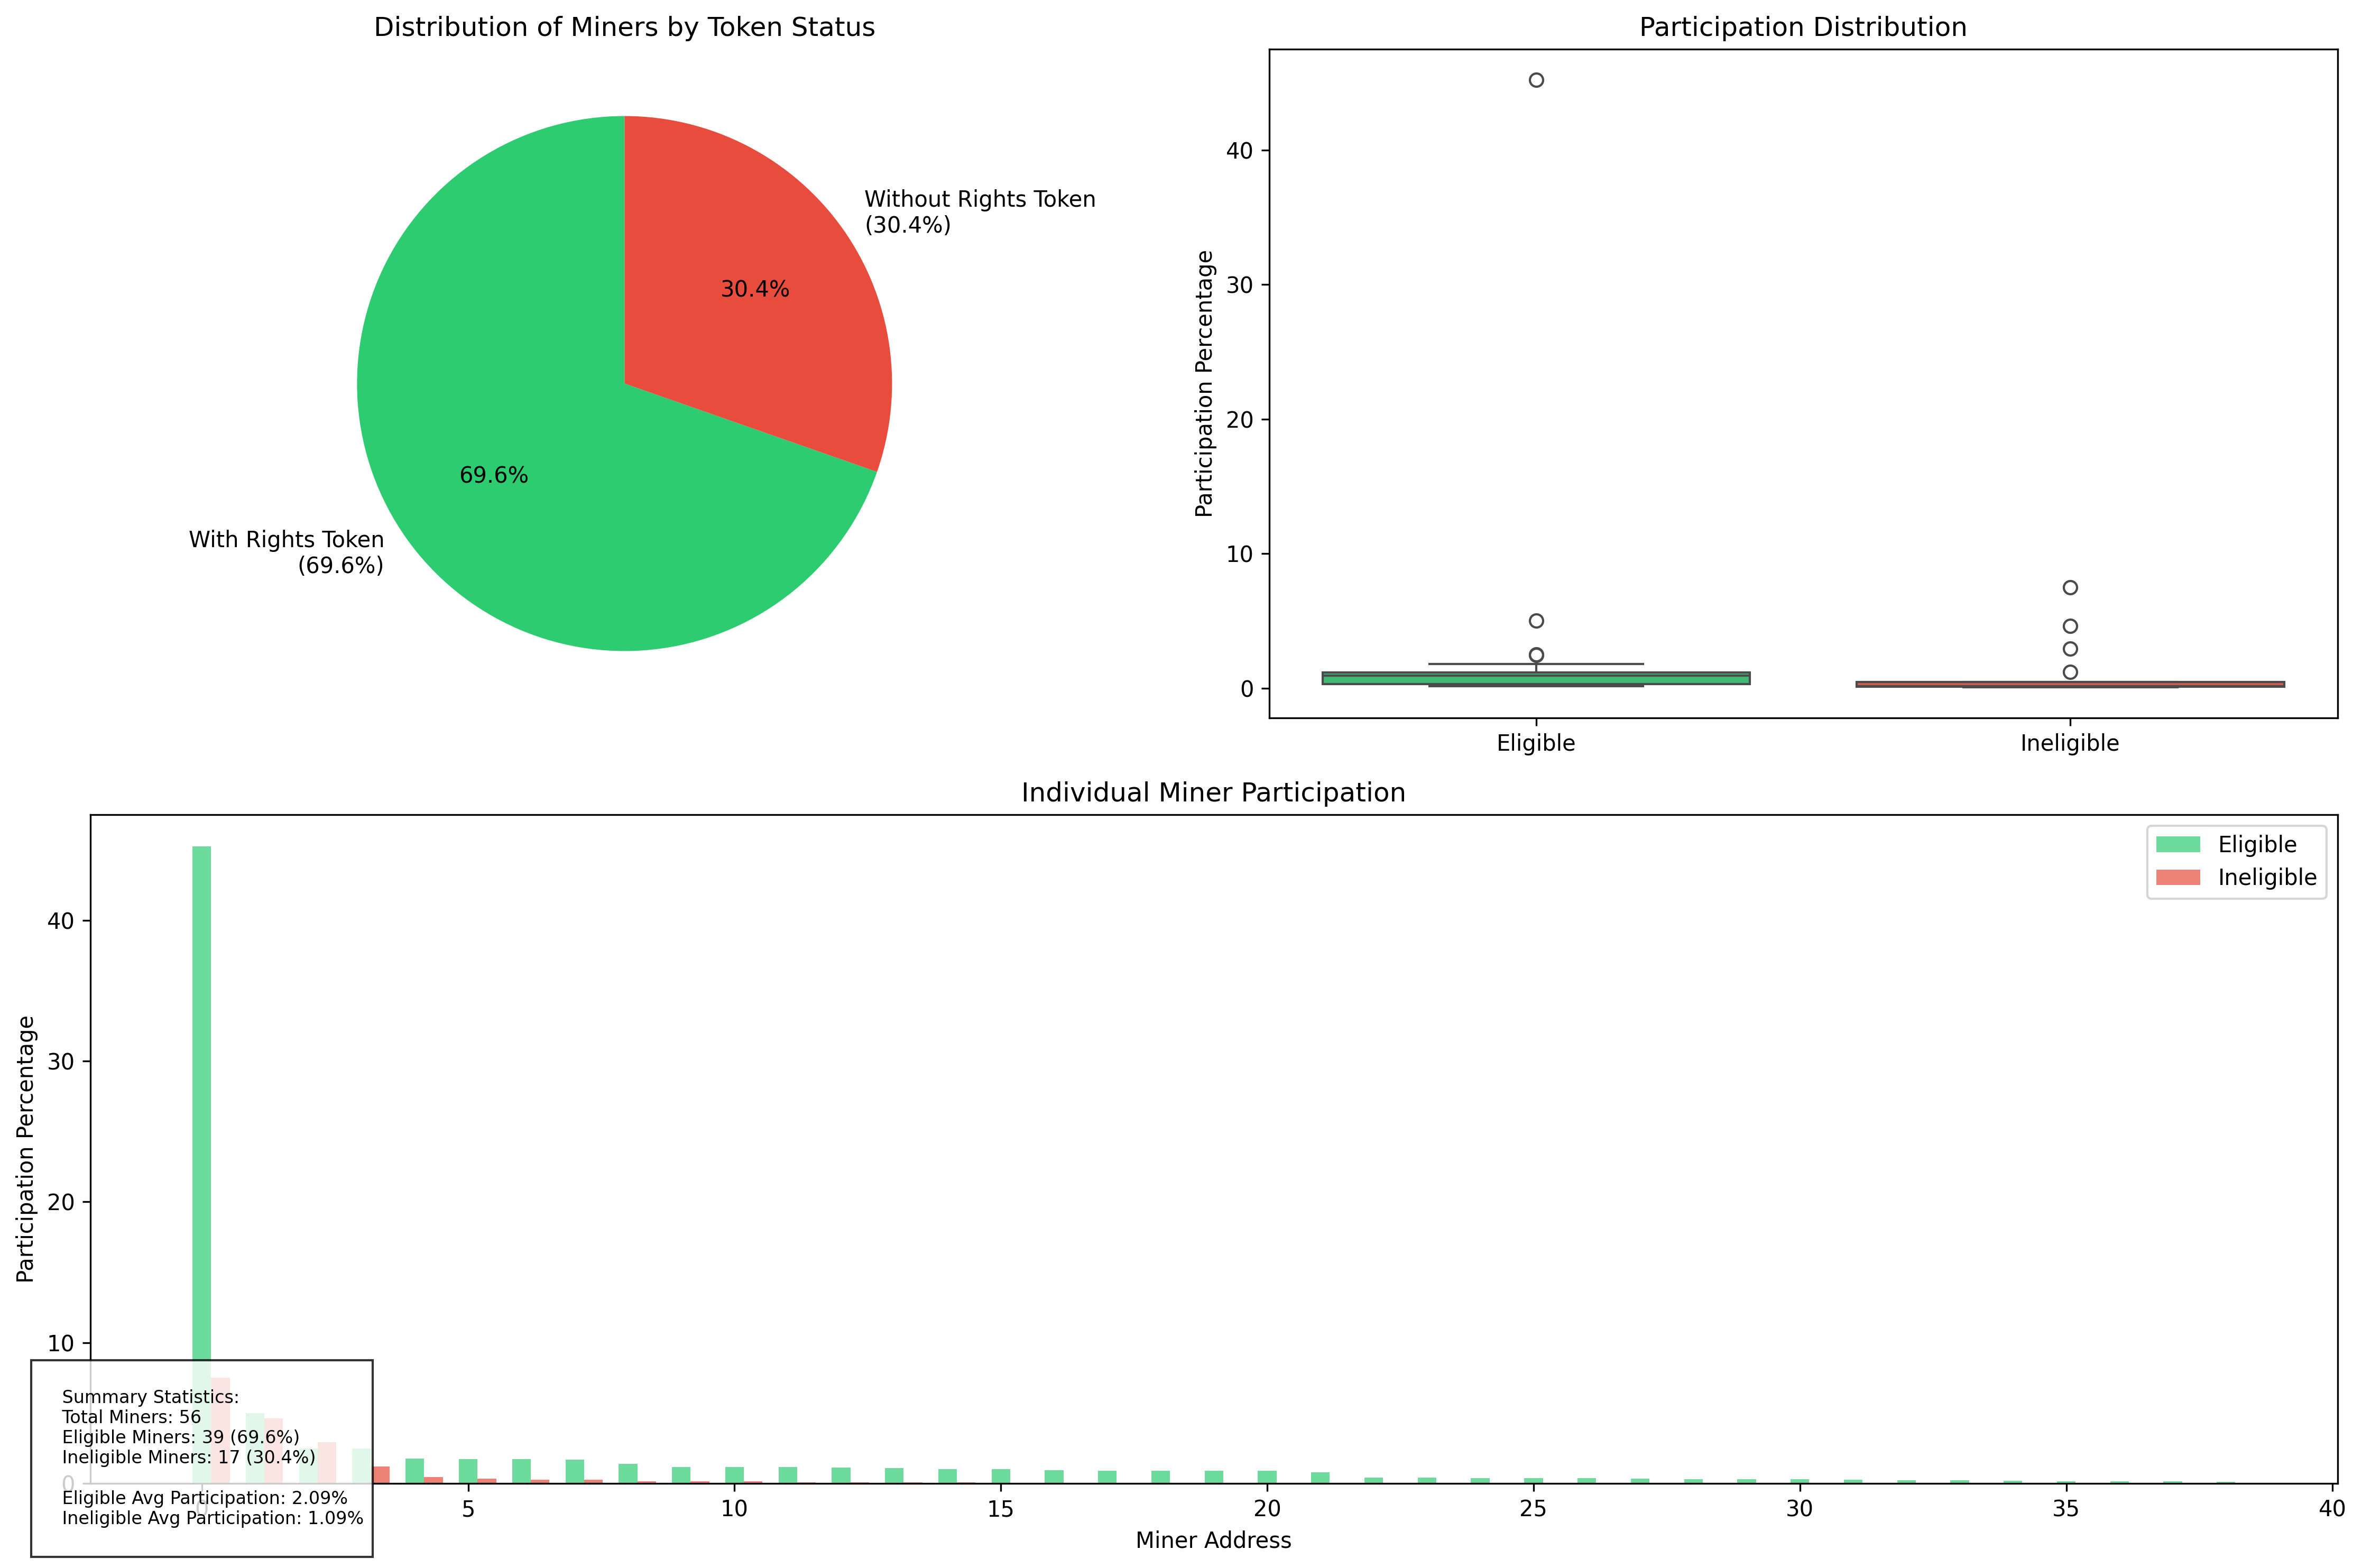 Distribution of Miners by Token Status
Without Rights Token
(30.4%)
30.4%
69.6%
With Rights Token
(69.6%)
Participation Distribution
Participation Percentage
40
30
20
10
0
Eligible
Ineligible
Individual Miner Participation
Eligible
Ineligible
Participation Percentage
40
30
20
10
0
Summary Statistics:
Total Miners: 56
Eligible Miners: 39 (69.6%)
Ineligible Miners: 17 (30.4%)
Eligible Avg Participation: 2.09%
Ineligible Avg Participation: 1.09%
0 5 10 15 20 25 30 35 40
Miner Address